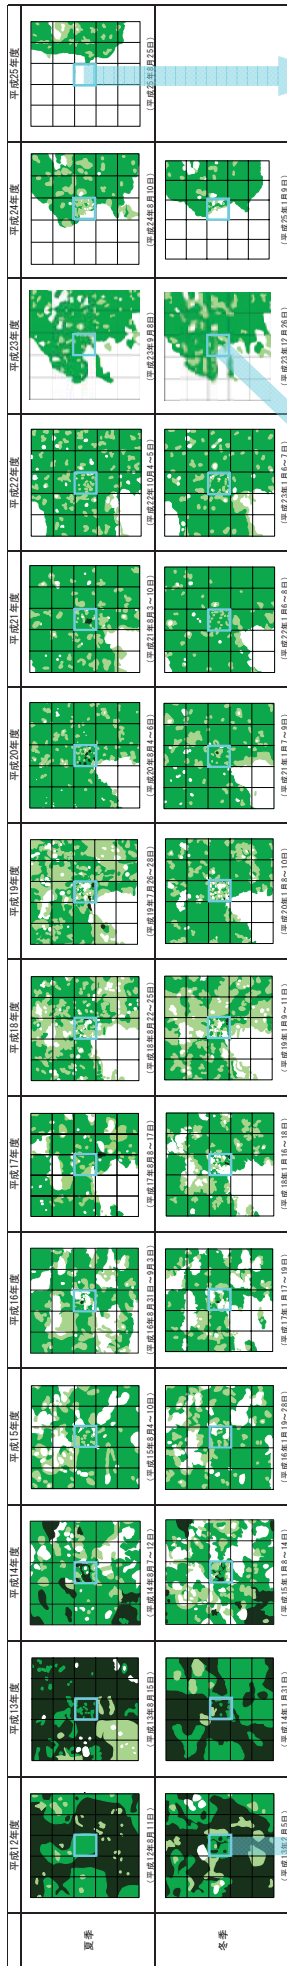 平成12年度
平成13年度
平成14年度
平成15年度
平成16年度
平成17年度
平成18年度
平成19年度
平成20年度
平成21年度
平成22年度
平成23年度
平成24年度
平成25年度
夏季
(平成12年8月11日)
(平成13年8月15日)
(平成14年8月7～12日)
(平成15年8月4～10日)
(平成16年8月31日～9月3日)
(平成17年8月8～17日)
(平成18年8月22～25日)
(平成19年7月26～28日)
(平成20年8月4～6日)
(平成21年8月3～10日)
(平成22年10月4～5日)
(平成23年9月8日)
(平成24年8月10日)
(平成25年8月25日)
冬季
(平成13年2月5日)
(平成14年1月31日)
(平成15年1月8～14日)
(平成16年1月19～28日)
(平成17年1月17～19日)
(平成18年1月16～18日)
(平成19年1月9～11日)
(平成20年1月8～10日)
(平成21年1月7～9日)
(平成22年1月6～8日)
(平成23年1月6～7日)
(平成23年12月26日)
(平成25年1月9日)